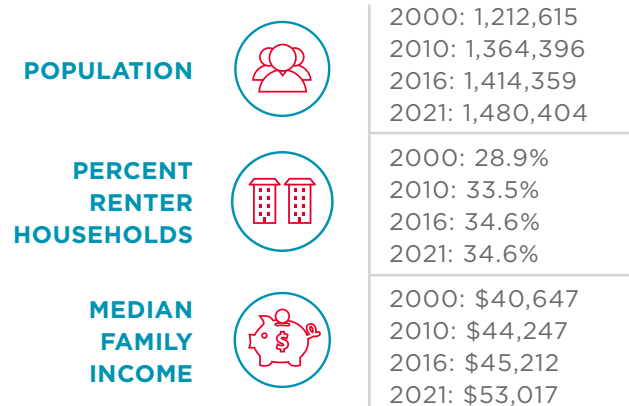 POPULATION
2000: 1,212,615
2010: 1,364,396
2016: 1,414,359
2021: 1,480,404
PERCENT
RENTER
HOUSEHOLDS
2000: 28.9%
2010: 33.5%
2016: 34.6%
2021: 34.6%
MEDIAN
FAMILY
INCOME
$
2000: $40,647
2010: $44,247
2016: $45,212
2021: $53,017